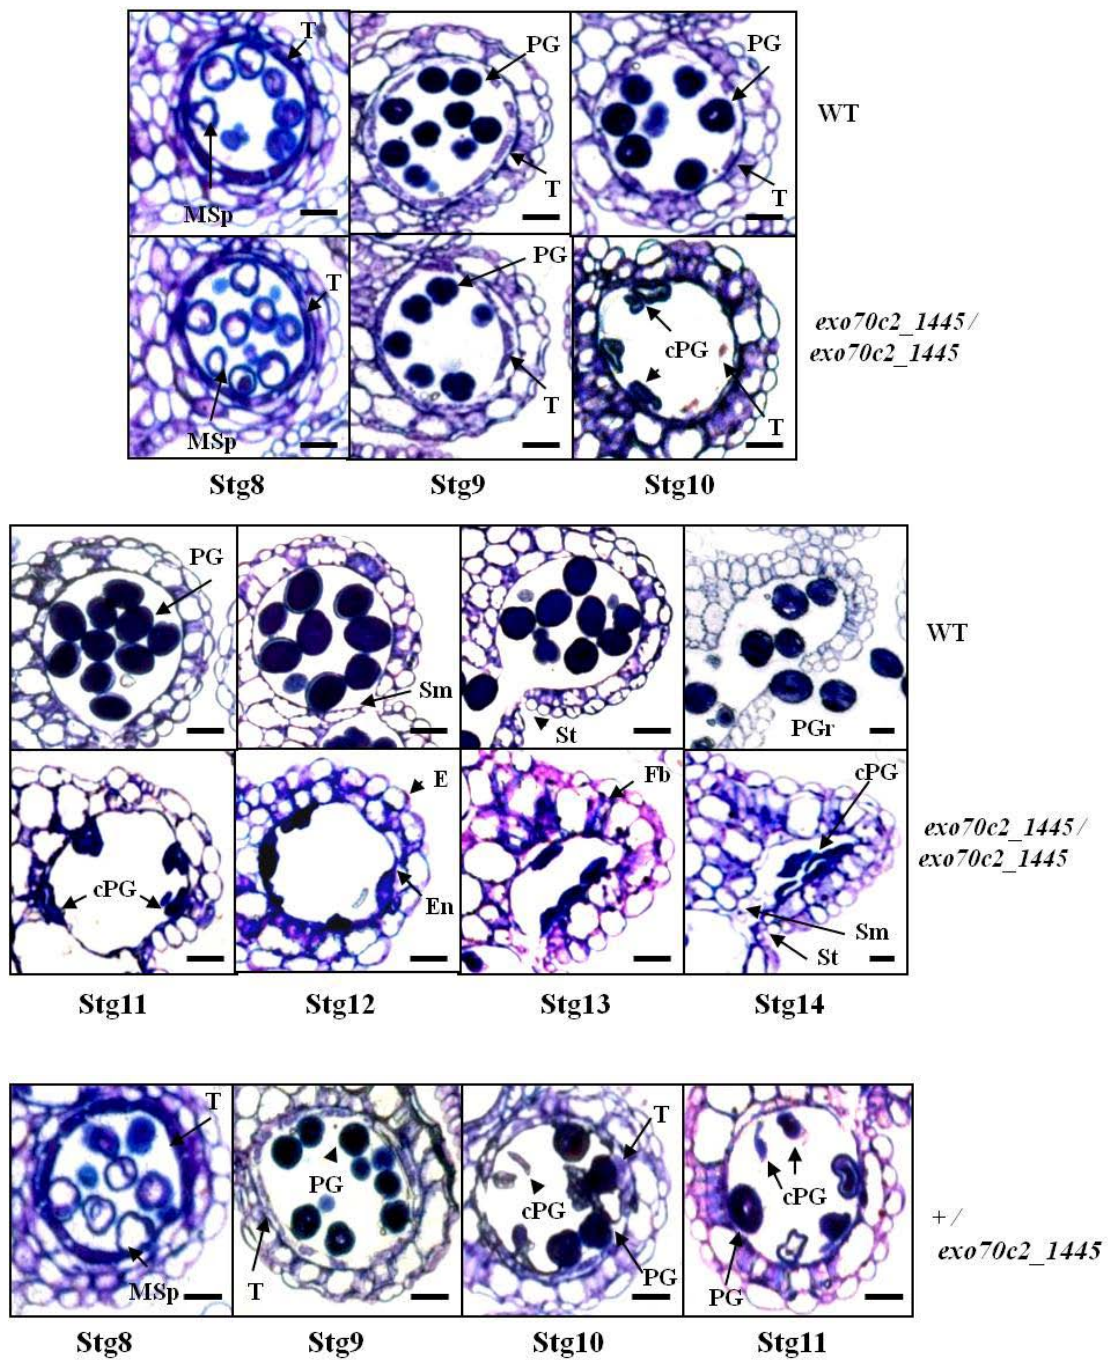 T
PG
PG
WT
MSp
T
T
PG
T
exo70c2_1445 /
exo70c2_1445
cPG
MSp
T
T
Stg8
Stg9
Stg10
PG
WT
Sm
St
PGr
E
Fb
cPG
exo70c2_1445 /
exo70c2_1445
cPG
En
Sm
St
Stg11
Stg12
Stg13
Stg14
T
T
PG
cPG
cPG
+ /
exo70c2_1445
MSp
T
PG
PG
Stg8
Stg9
Stg10
Stg11